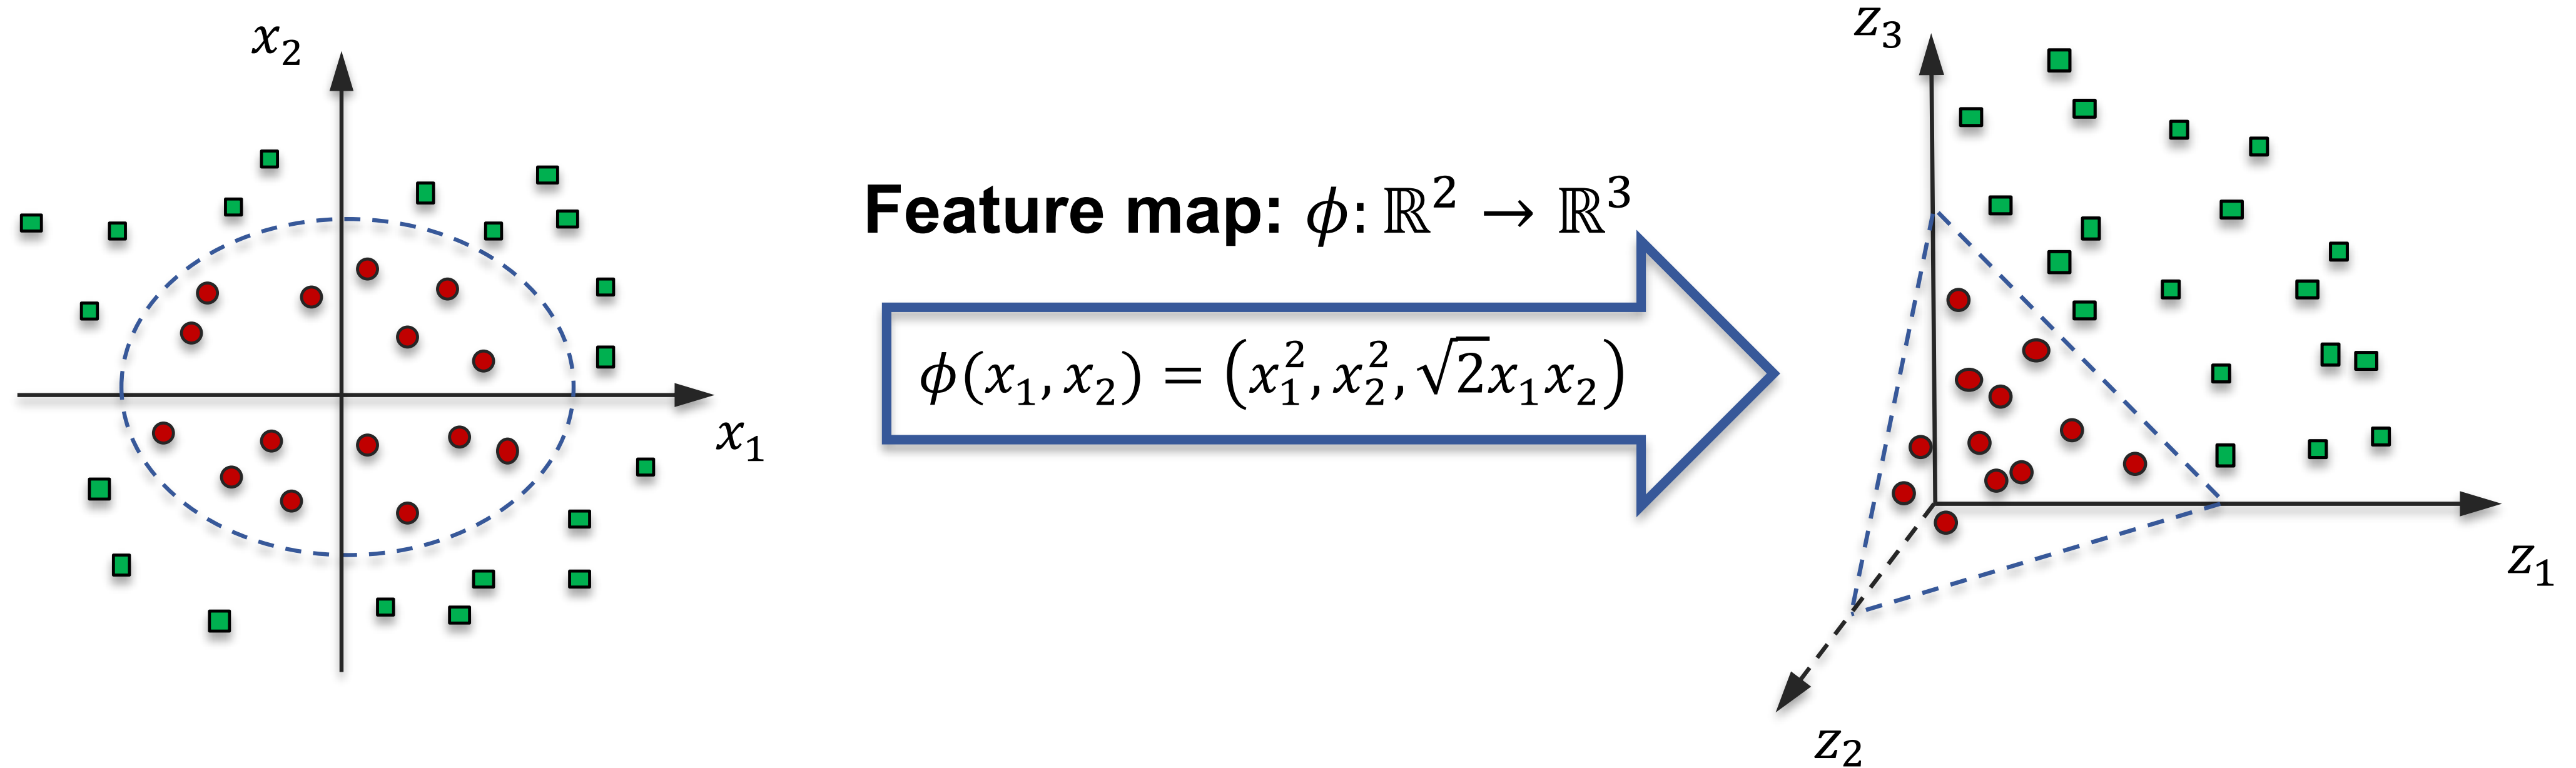 x₂
x₁
Feature map: ϕ: ℝ² → ℝ³
ϕ(x₁, x₂) = (x₁², x₂², √2x₁x₂)
z₃
z₁
z₂